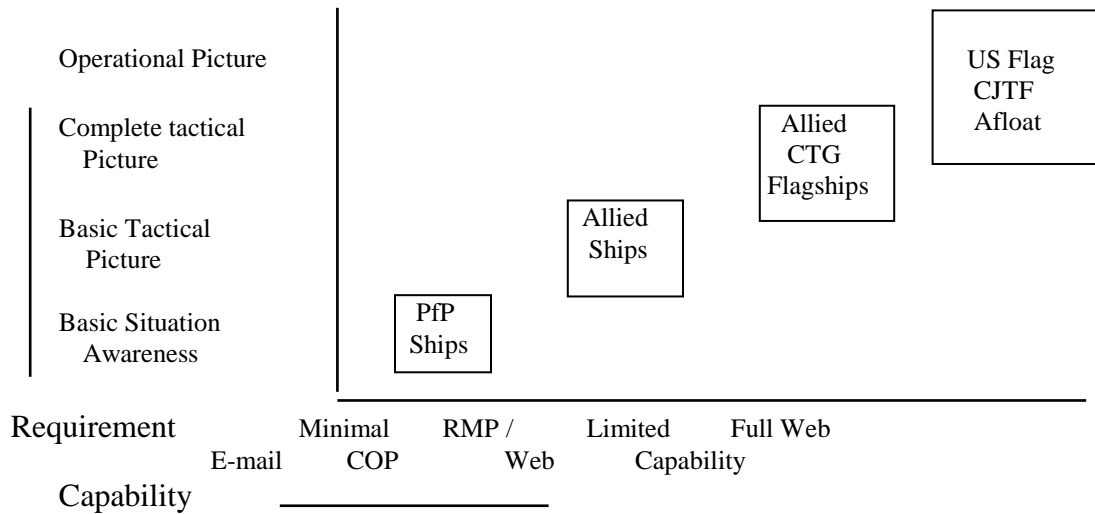 Operational Picture
US Flag
CJTF
Afloat
Complete tactical
Picture
Allied
CTG
Flagships
Basic Tactical
Picture
Allied
Ships
Basic Situation
Awareness
PfP
Ships
Requirement Minimal RMP / Limited Full Web
E-mail COP Web Capability
Capability